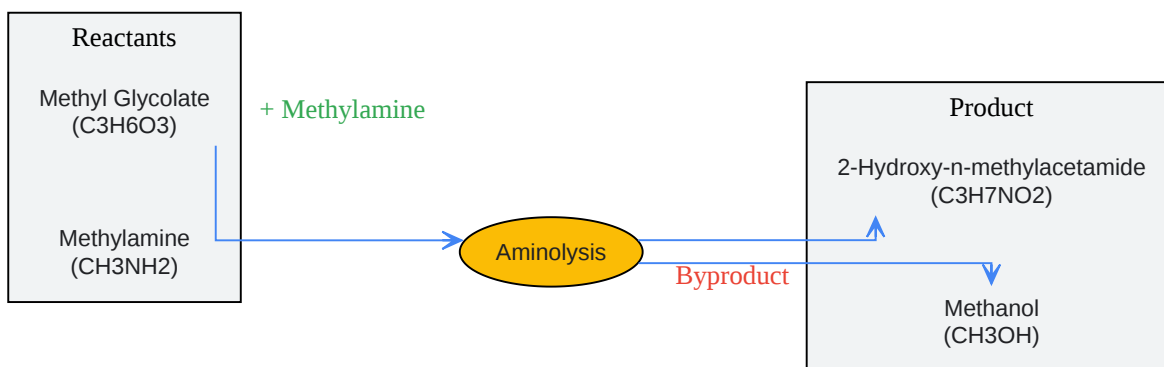 Reactants
Methyl Glycolate
(C3H6O3)
+ Methylamine
Methylamine
(CH3NH2)
Aminolysis
Byproduct
Product
2-Hydroxy-n-methylacetamide
(C3H7NO2)
Methanol
(CH3OH)